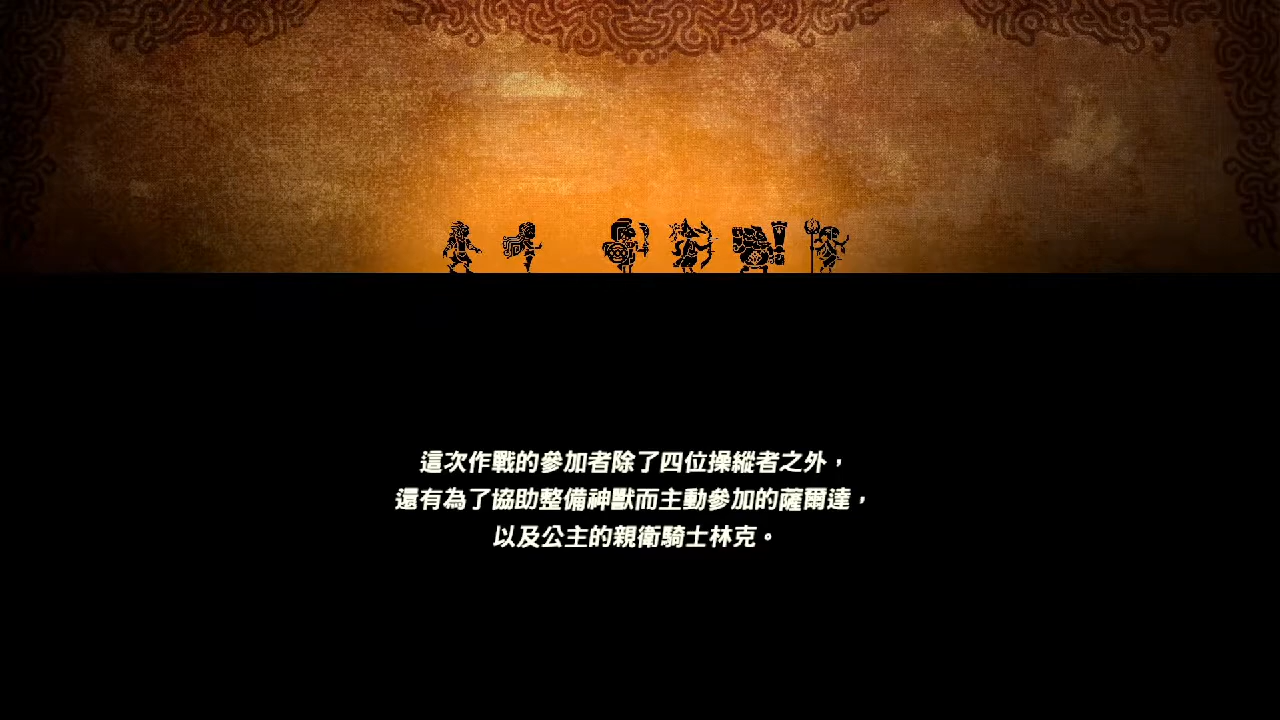 這次作戰的參加者除了四位操縱者之外，
還有為了協助整備神獸而主動參加的薩爾達，
以及公主的親衛騎士林克。